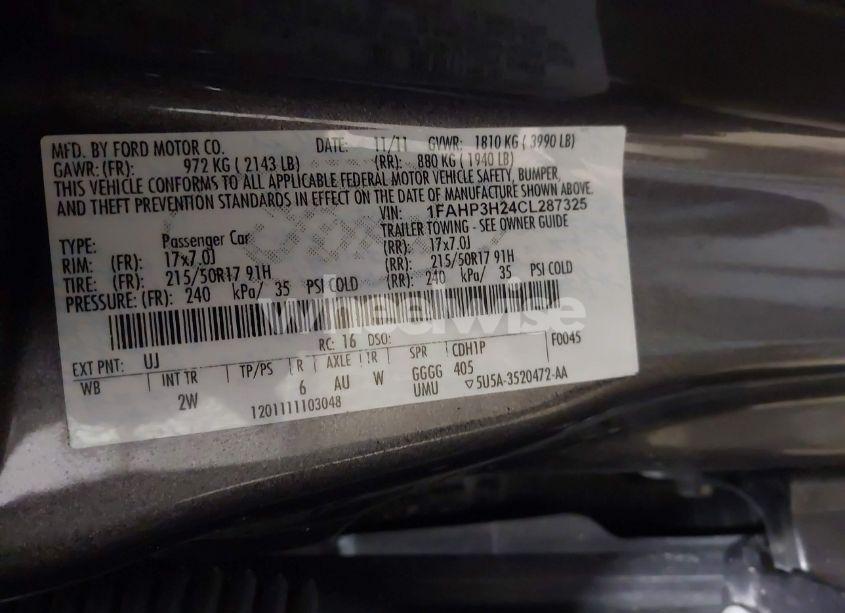 MFD. BY FORD MOTOR CO. DATE: 11/11 GVWR: 1810 KG ( 3990 LB)
GAWR: (FR): 972 KG ( 2143 LB) (RR): 880 KG ( 1940 LB)
THIS VEHICLE CONFORMS TO ALL APPLICABLE FEDERAL MOTOR VEHICLE SAFETY, BUMPER,
AND THEFT PREVENTION STANDARDS IN EFFECT ON THE DATE OF MANUFACTURE SHOWN ABOVE.
VIN: 1FAHP3H24CL287325
TYPE: Passenger Car TRAILER TOWING - SEE OWNER GUIDE
RIM: (FR): 17x7.0J (RR): 17x7.0J
TIRE: (FR): 215/50R17 91H (RR): 215/50R17 91H
PRESSURE: (FR): 240 kPa/ 35 PSI COLD (RR): 240 kPa/ 35 PSI COLD
wheelwise
EXT PNT: UJ RC: 16 DSO: F0045
WB INT TR TP/PS R AXLE TR SPR CDH1P
2W 6 AU W GGGG 405
UMU ▽5U5A-3520472-AA
1201111103048